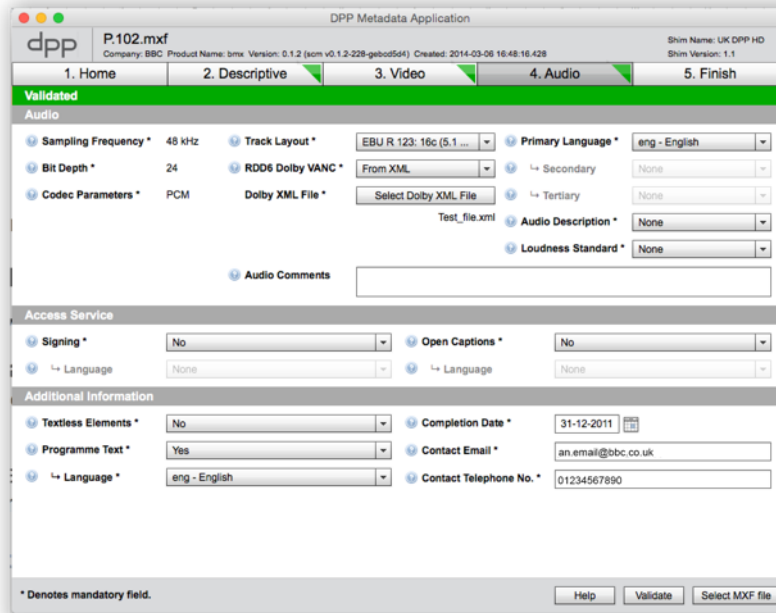 DPP Metadata Application
dpp
P.102.mxf
Company: BBC Product Name: bmx Version: 0.1.2 (scm v0.1.2-228-gebod5d4) Created: 2014-03-06 16:48:16.428
Shim Name: UK DPP HD
Shim Version: 1.1
1. Home 2. Descriptive 3. Video 4. Audio 5. Finish
Validated
Audio
Sampling Frequency * 48 kHz Track Layout * EBU R 123: 16c (5.1 ... Primary Language * eng - English
Bit Depth * 24 RDD6 Dolby VANC * From XML Secondary None
Codec Parameters * PCM Dolby XML File * Select Dolby XML File Tertiary None
Test_file.xml Audio Description * None
Loudness Standard * None
Audio Comments
Access Service
Signing * No Open Captions * No
Language None Language None
Additional Information
Textless Elements * No Completion Date * 31-12-2011
Programme Text * Yes Contact Email * an.email@bbc.co.uk
Language * eng - English Contact Telephone No. * 01234567890
* Denotes mandatory field. Help Validate Select MXF file